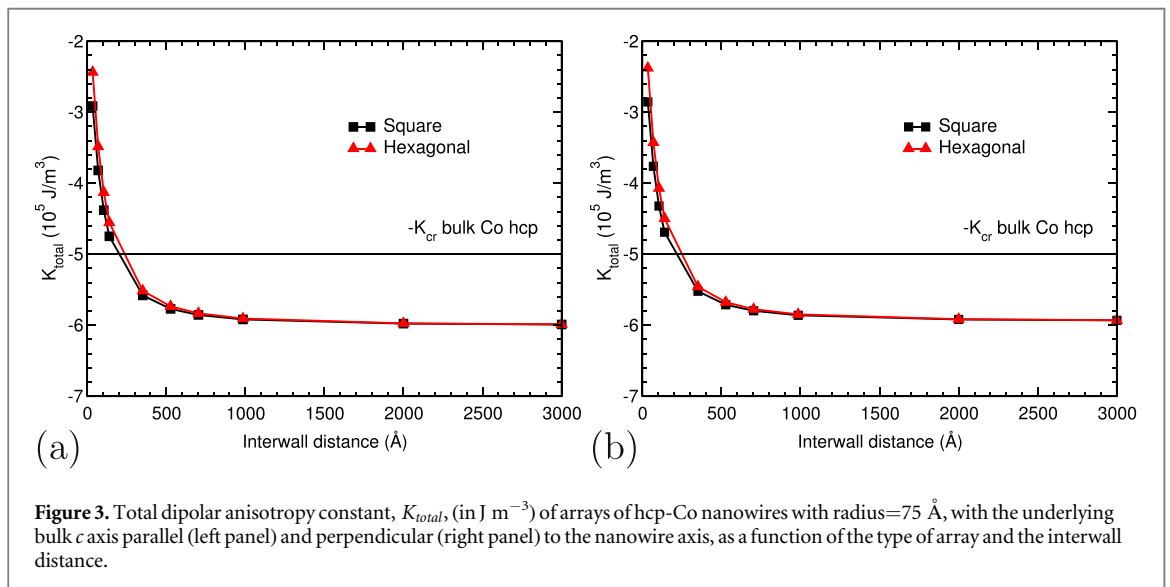 -2
-3
-4
-5
-6
-7
K_total (10^5 J/m^3)
Square
Hexagonal
-K_cr bulk Co hcp
0 500 1000 1500 2000 2500 3000
Interwall distance (Å)
(a)
-2
-3
-4
-5
-6
-7
K_total (10^5 J/m^3)
Square
Hexagonal
-K_cr bulk Co hcp
0 500 1000 1500 2000 2500 3000
Interwall distance (Å)
(b)
Figure 3. Total dipolar anisotropy constant, K_total, (in J m^−3) of arrays of hcp-Co nanowires with radius=75 Å, with the underlying
bulk c axis parallel (left panel) and perpendicular (right panel) to the nanowire axis, as a function of the type of array and the interwall
distance.